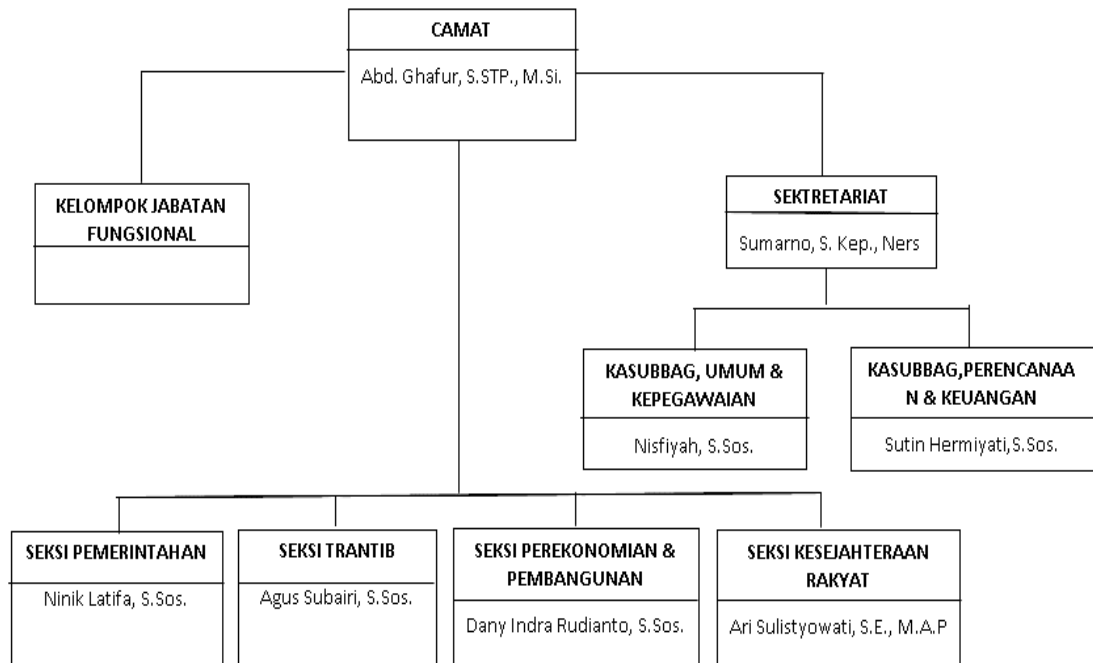 CAMAT
Abd. Ghafur, S.STP., M.Si.
KELOMPOK JABATAN
FUNGSIONAL
SEKTRETARIAT
Sumarno, S. Kep., Ners
KASUBBAG, UMUM &
KEPEGAWAIAN
Nisfiyah, S.Sos.
KASUBBAG,PERENCANAA
N & KEUANGAN
Sutin Hermiyati,S.Sos.
SEKSI PEMERINTAHAN
Ninik Latifa, S.Sos.
SEKSI TRANTIB
Agus Subairi, S.Sos.
SEKSI PEREKONOMIAN &
PEMBANGUNAN
Dany Indra Rudianto, S.Sos.
SEKSI KESEJAHTERAAN
RAKYAT
Ari Sulistyowati, S.E., M.A.P